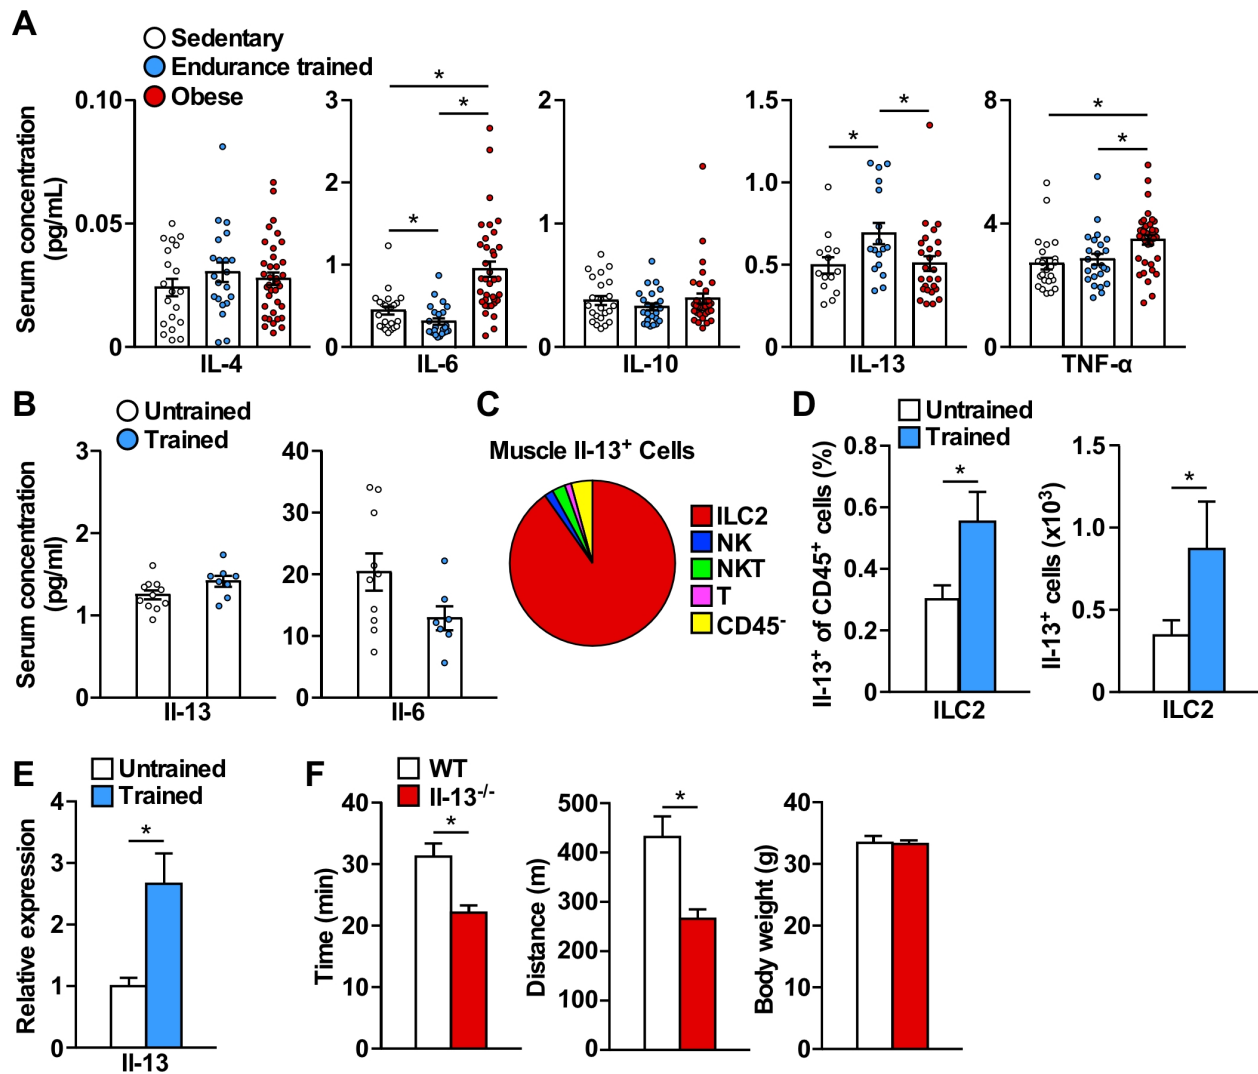 A
Sedentary
Endurance trained
Obese
Serum concentration
(pg/mL)
0.10
0.05
0
IL-4
3
2
1
0
* * *
IL-6
2
1
0
IL-10
1.5
1.0
0.5
0
* *
IL-13
8
4
0
* *
TNF-α
B
Untrained
Trained
Serum concentration
(pg/ml)
3
2
1
0
Il-13
40
30
20
10
0
Il-6
C
Muscle Il-13⁺ Cells
ILC2
NK
NKT
T
CD45⁻
D
Untrained
Trained
Il-13⁺ of CD45⁺ cells (%)
0.8
0.6
0.4
0.2
0
*
ILC2
Il-13⁺ cells (x10³)
1.5
1.0
0.5
0
*
ILC2
E
Untrained
Trained
Relative expression
4
3
2
1
0
*
Il-13
F
WT
Il-13⁻/⁻
Time (min)
40
30
20
10
0
*
Distance (m)
500
400
300
200
100
0
*
Body weight (g)
40
30
20
10
0